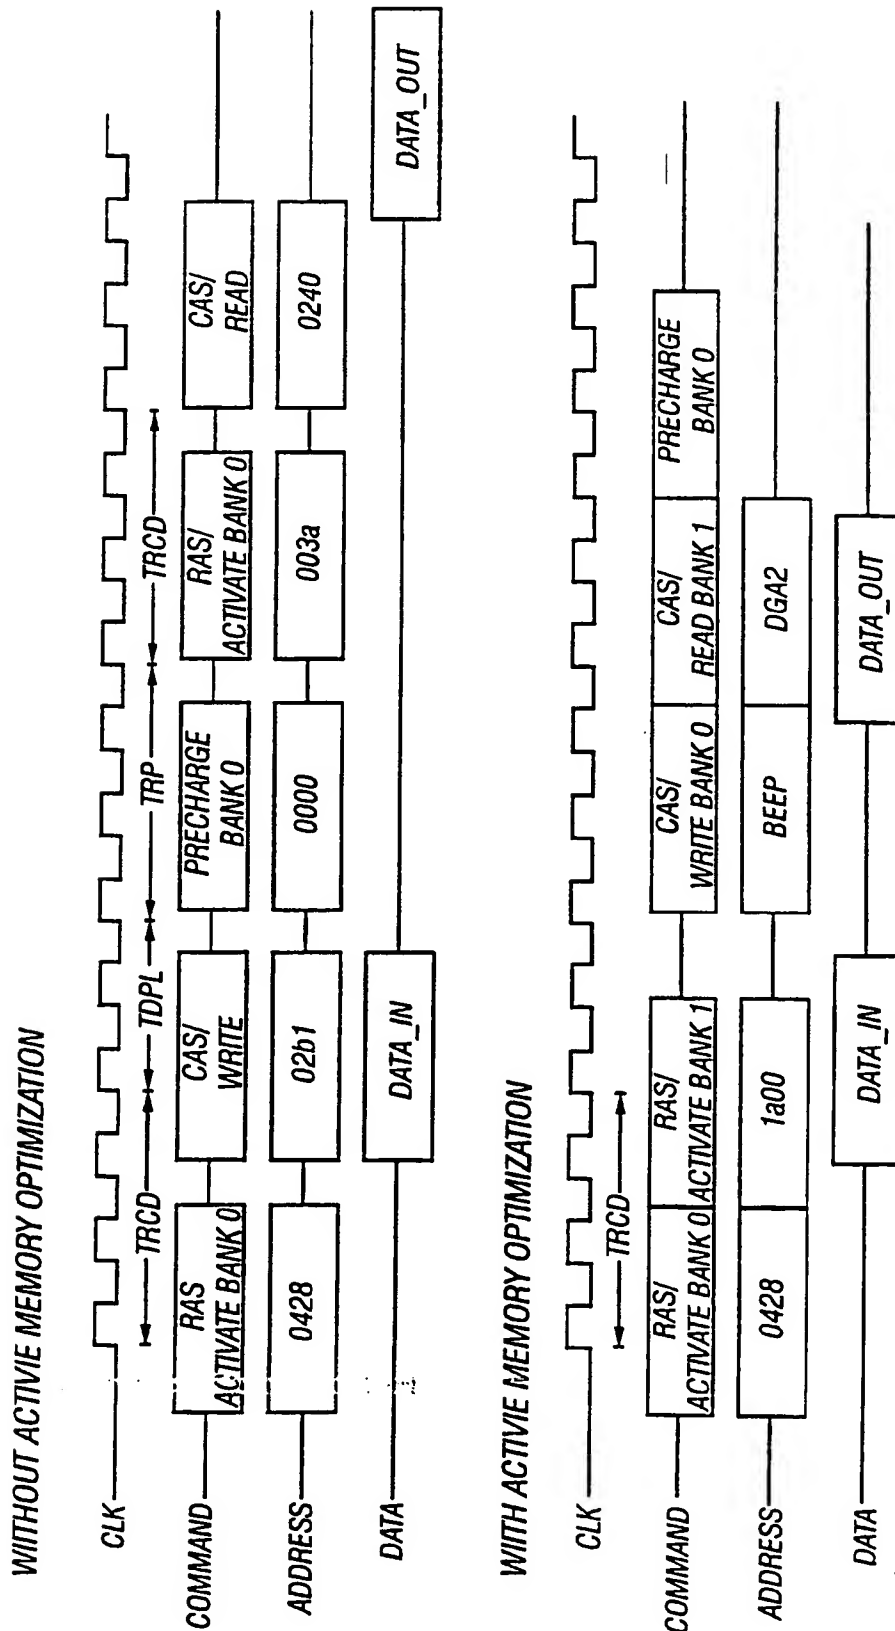 WIITHOUT ACTIVIE MEMORY OPTIMIZATION
CLK
TRCD
TDPL
TRP
TRCD
COMMAND
RAS
ACTIVATE BANK 0
CAS/
WRITE
PRECHARGE
BANK 0
RAS/
ACTIVATE BANK 0
CAS/
READ
ADDRESS
0428
02b1
0000
003a
0240
DATA
DATA_IN
DATA_OUT
WIITH ACTIVIE MEMORY OPTIMIZATION
CLK
TRCD
COMMAND
RAS/
ACTIVATE BANK 0
RAS/
ACTIVATE BANK 1
CAS/
WRITE BANK 0
CAS/
READ BANK 1
PRECHARGE
BANK 0
ADDRESS
0428
1a00
BEEP
DGA2
DATA
DATA_IN
DATA_OUT